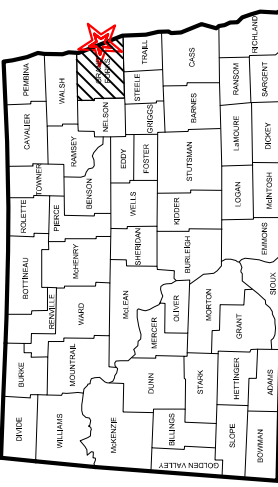 DIVIDE
BURKE
RENVILLE
BOTTINEAU
ROLETTE
TOWNER
CAVALIER
PEMBINA
WILLIAMS
MOUNTRAIL
WARD
McHENRY
PIERCE
BENSON
RAMSEY
WALSH
NELSON
GRAND
FORKS
McKENZIE
McLEAN
SHERIDAN
WELLS
EDDY
FOSTER
GRIGGS
STEELE
TRAILL
DUNN
MERCER
OLIVER
BURLEIGH
KIDDER
STUTSMAN
BARNES
CASS
GOLDEN VALLEY
BILLINGS
STARK
MORTON
SLOPE
HETTINGER
GRANT
BOWMAN
ADAMS
SIOUX
EMMONS
LOGAN
McINTOSH
LaMOURE
DICKEY
RANSOM
SARGENT
RICHLAND